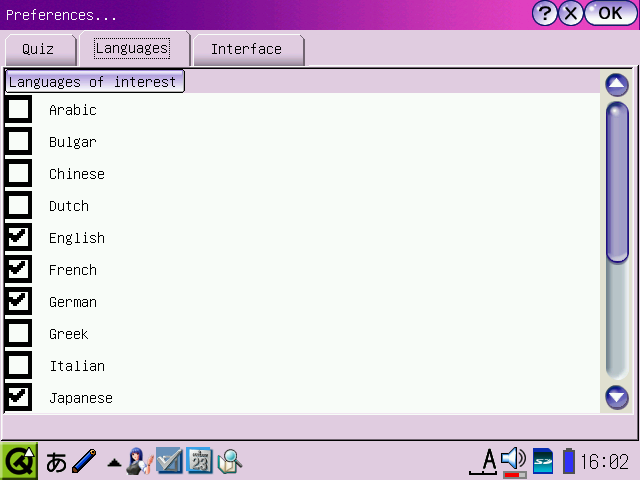 Preferences...
? X OK
Quiz Languages Interface
Languages of interest
Arabic
Bulgar
Chinese
Dutch
English
French
German
Greek
Italian
Japanese
あ 23 A SD 16:02